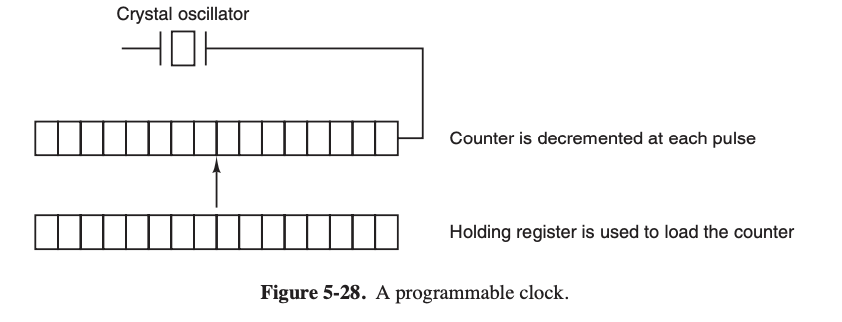 Crystal oscillator
Counter is decremented at each pulse
Holding register is used to load the counter
Figure 5-28. A programmable clock.